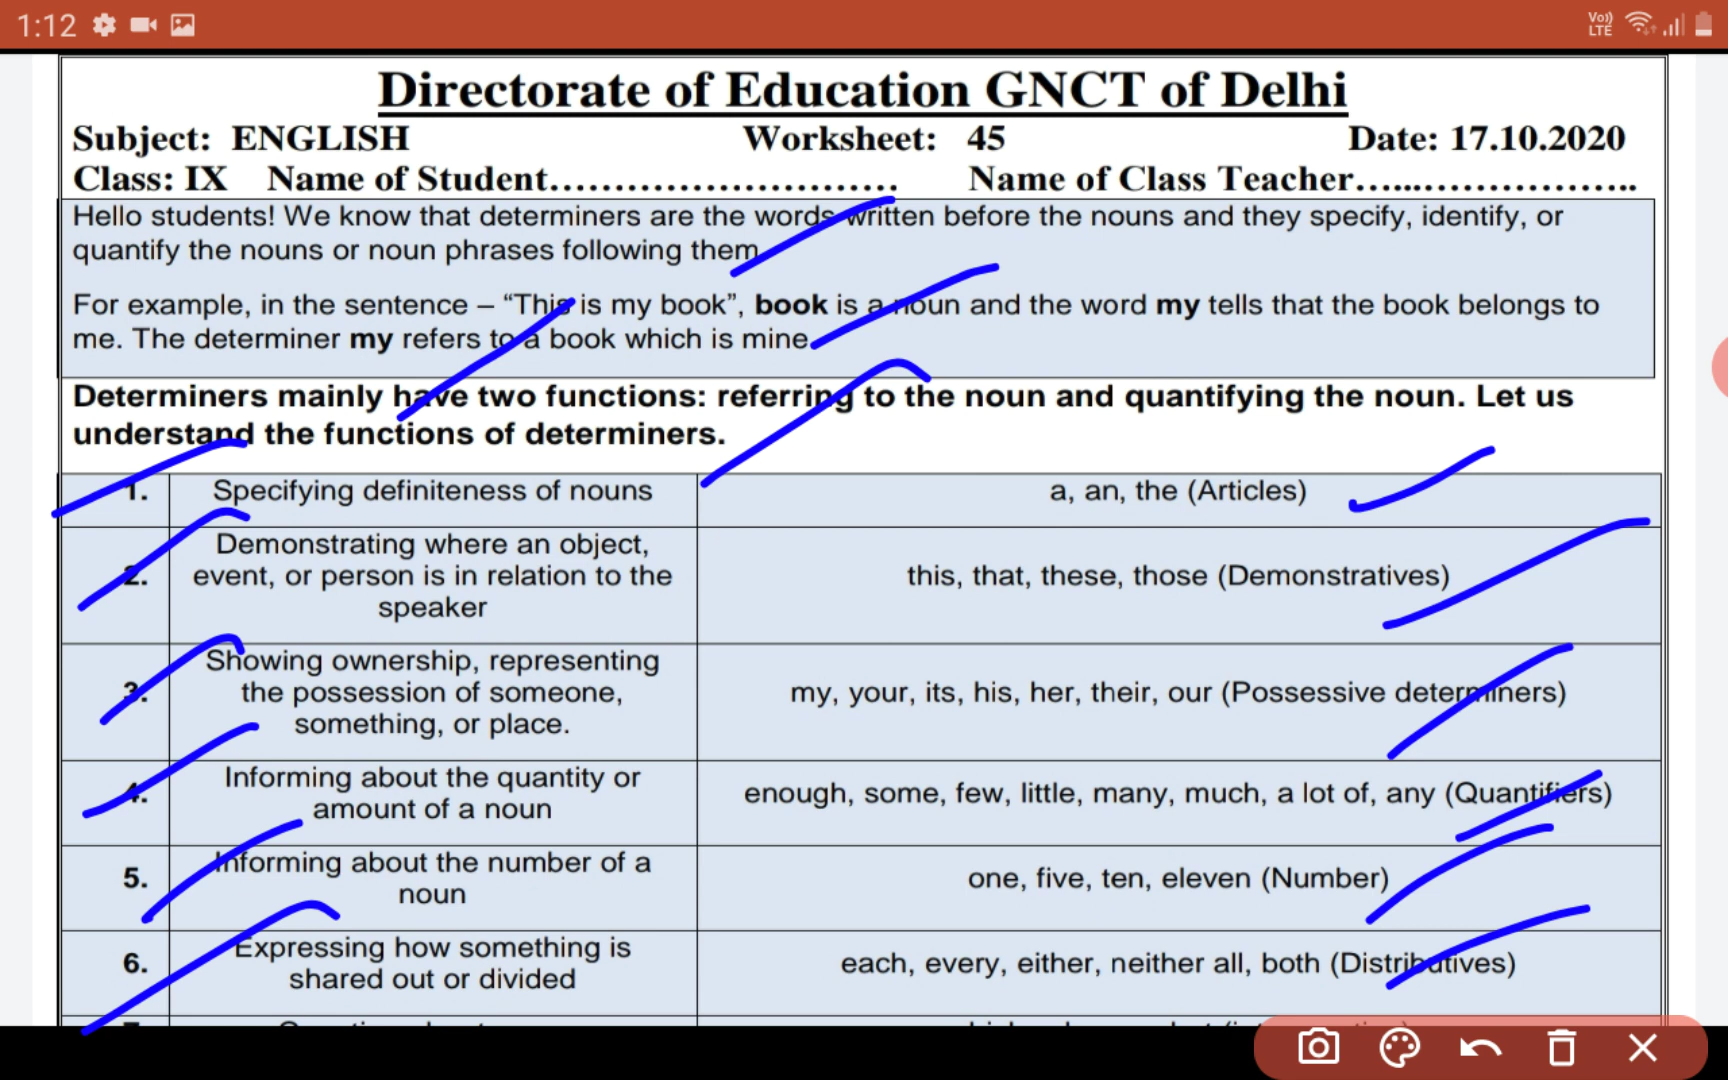 1:12
Vo)) LTE
Directorate of Education GNCT of Delhi
Subject: ENGLISH Worksheet: 45 Date: 17.10.2020
Class: IX Name of Student........................... Name of Class Teacher......................
Hello students! We know that determiners are the words written before the nouns and they specify, identify, or
quantify the nouns or noun phrases following them
For example, in the sentence – “This is my book”, book is a noun and the word my tells that the book belongs to
me. The determiner my refers to a book which is mine.
Determiners mainly have two functions: referring to the noun and quantifying the noun. Let us
understand the functions of determiners.
1. Specifying definiteness of nouns a, an, the (Articles)
2. Demonstrating where an object,
event, or person is in relation to the
speaker
this, that, these, those (Demonstratives)
3. Showing ownership, representing
the possession of someone,
something, or place.
my, your, its, his, her, their, our (Possessive determiners)
4. Informing about the quantity or
amount of a noun
enough, some, few, little, many, much, a lot of, any (Quantifiers)
5. Informing about the number of a
noun
one, five, ten, eleven (Number)
6. Expressing how something is
shared out or divided
each, every, either, neither all, both (Distributives)